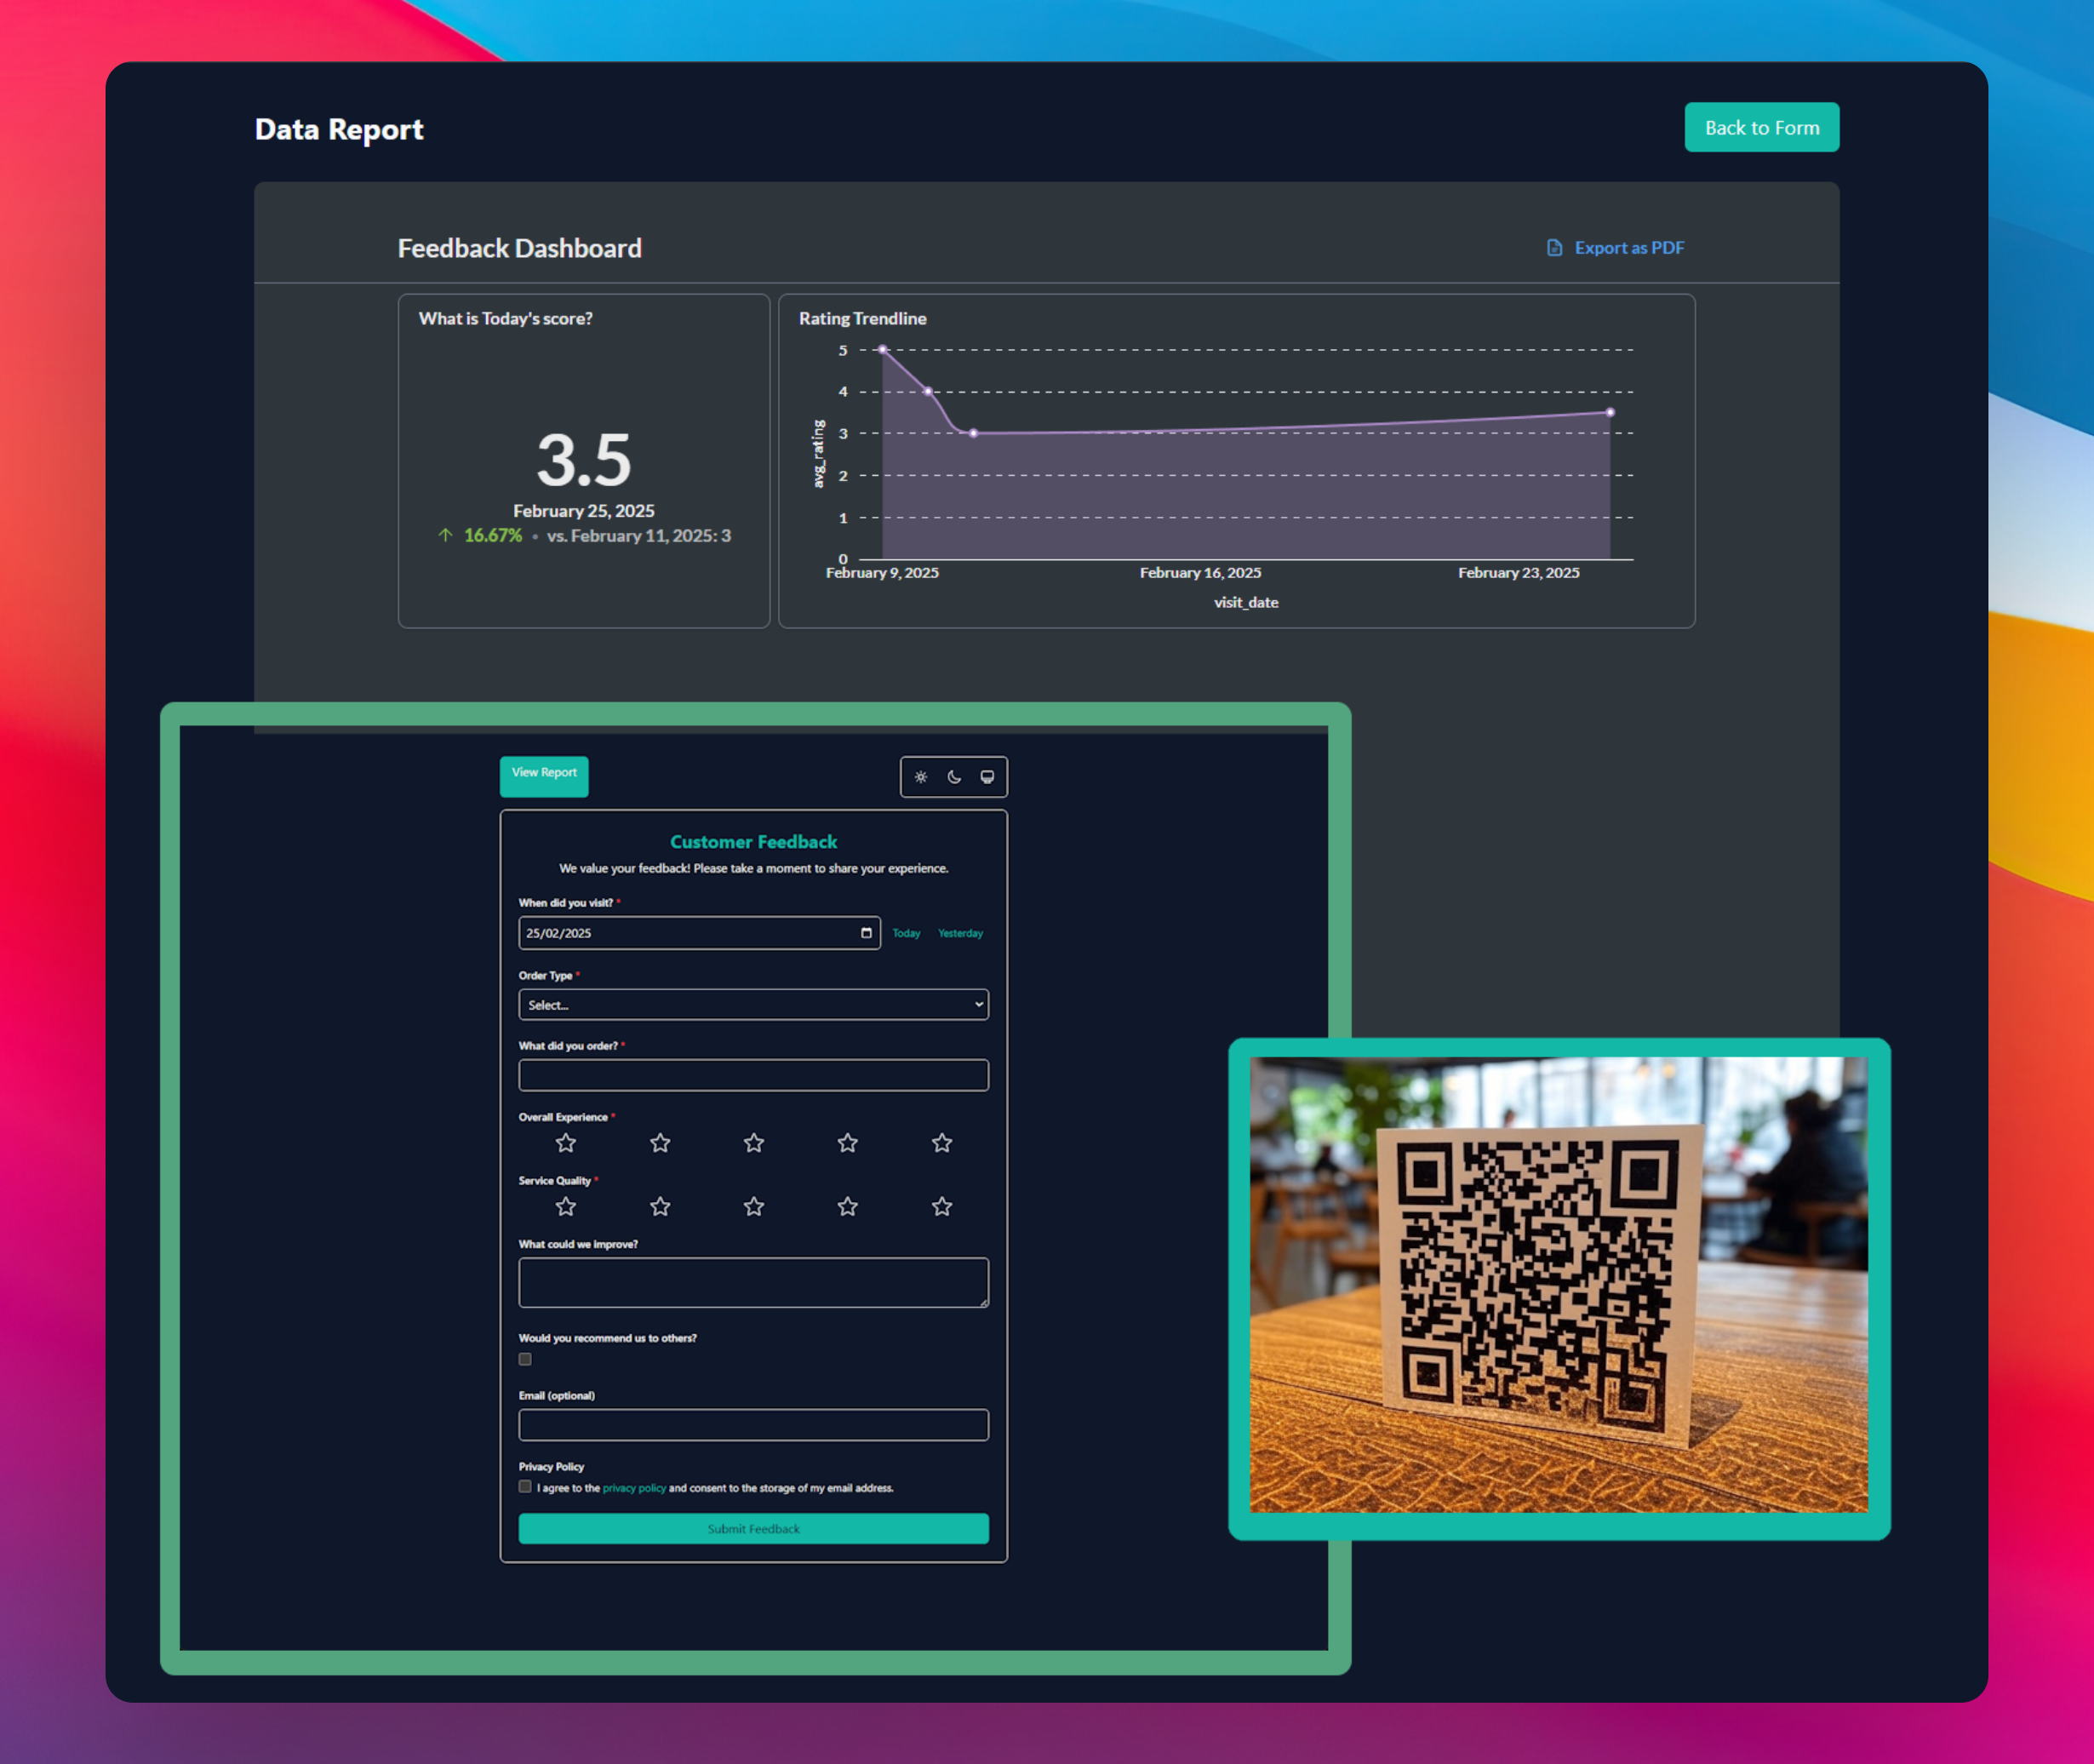 Data Report
Back to Form
Feedback Dashboard
Export as PDF
What is Today's score?
3.5
February 25, 2025
↑ 16.67% • vs. February 11, 2025: 3
Rating Trendline
5
4
3
2
1
0
avg_rating
February 9, 2025 February 16, 2025 February 23, 2025
visit_date
View Report
Customer Feedback
We value your feedback! Please take a moment to share your experience.
When did you visit? *
25/02/2025
Today Yesterday
Order Type *
Select...
What did you order? *
Overall Experience *
Service Quality *
What could we improve?
Would you recommend us to others?
Email (optional)
Privacy Policy
I agree to the privacy policy and consent to the storage of my email address.
Submit Feedback